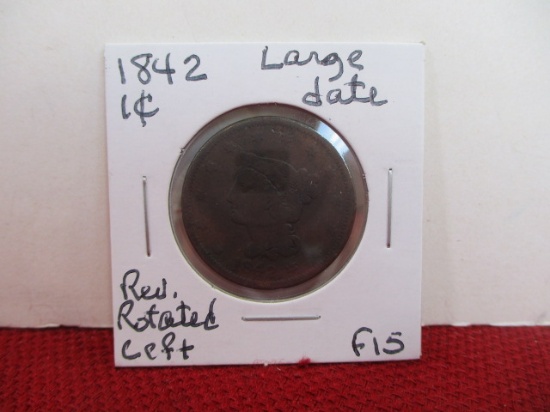 1842 Large
1¢ date
Rev.
Rotated
Left F15